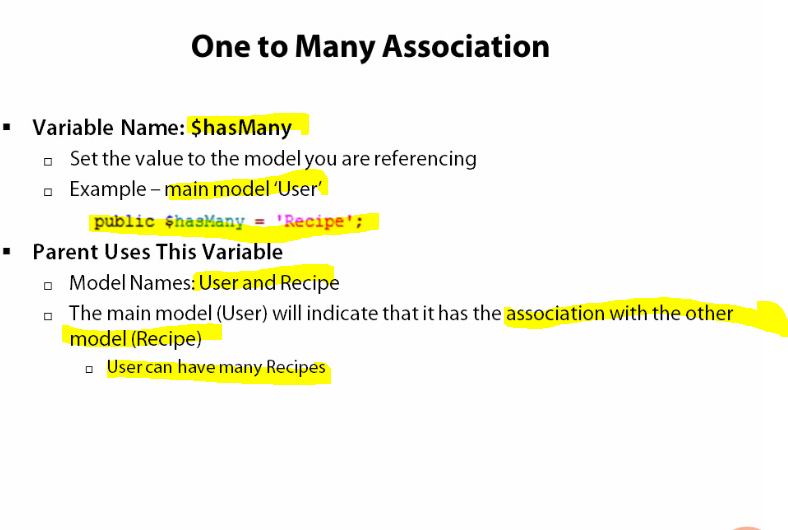 One to Many Association
Variable Name: $hasMany
Set the value to the model you are referencing
Example – main model ‘User’
public $hasMany = 'Recipe';
Parent Uses This Variable
Model Names: User and Recipe
The main model (User) will indicate that it has the association with the other
model (Recipe)
User can have many Recipes